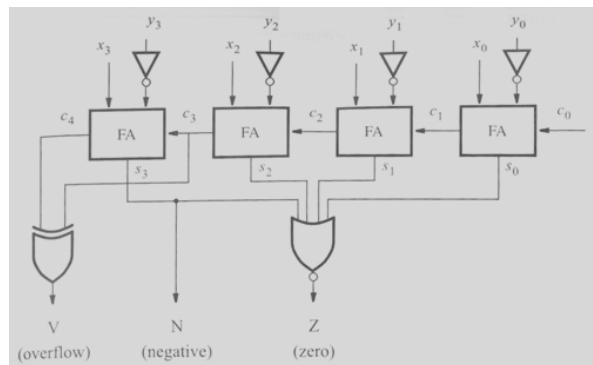 y3 y2 y1 y0
x3 x2 x1 x0
c4 FA c3 FA c2 FA c1 FA c0
s3 s2 s1 s0
V N Z
(overflow) (negative) (zero)